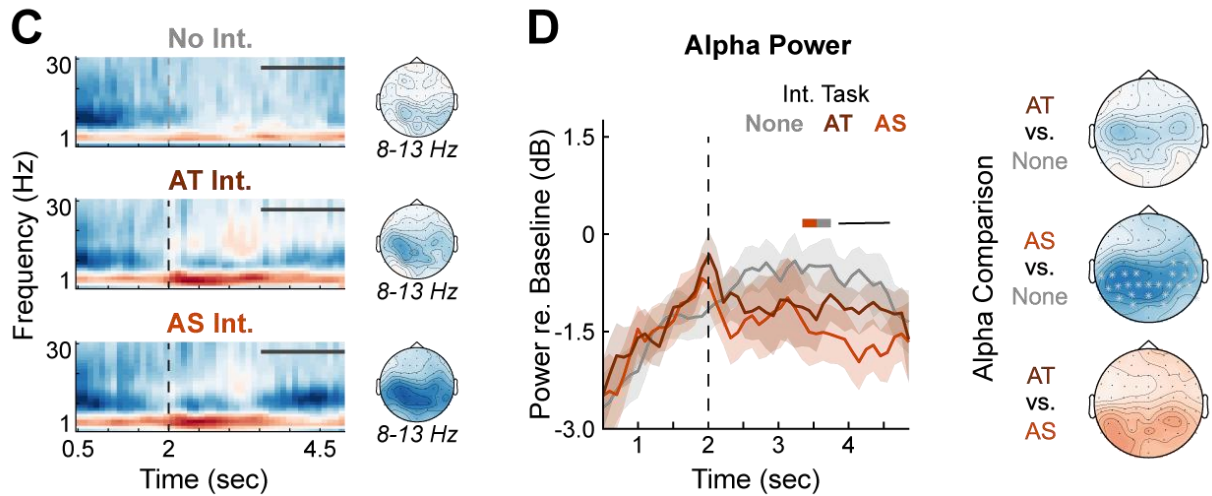 C
No Int.
30
1
8-13 Hz
AT Int.
30
1
8-13 Hz
AS Int.
30
1
8-13 Hz
0.5 2 4.5
Time (sec)
Frequency (Hz)
D
Alpha Power
Int. Task
None AT AS
Power re. Baseline (dB)
1.5
0
-1.5
-3.0
1 2 3 4
Time (sec)
Alpha Comparison
AT
vs.
None
AS
vs.
None
AT
vs.
AS